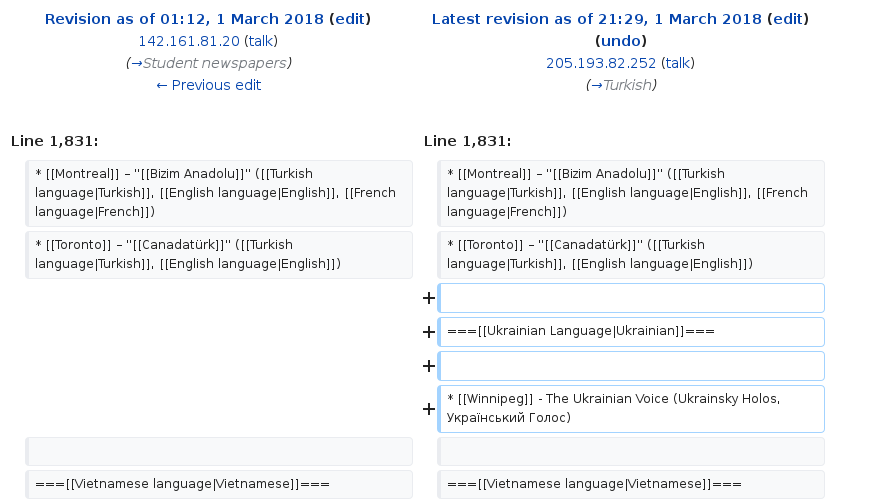 Revision as of 01:12, 1 March 2018 (edit)
142.161.81.20 (talk)
(→Student newspapers)
← Previous edit
Latest revision as of 21:29, 1 March 2018 (edit)
(undo)
205.193.82.252 (talk)
(→Turkish)
Line 1,831:
Line 1,831:
* [[Montreal]] – "[[Bizim Anadolu]]" ([[Turkish
language|Turkish]], [[English language|English]], [[French
language|French]])
* [[Montreal]] – "[[Bizim Anadolu]]" ([[Turkish
language|Turkish]], [[English language|English]], [[French
language|French]])
* [[Toronto]] – "[[Canadatürk]]" ([[Turkish
language|Turkish]], [[English language|English]])
* [[Toronto]] – "[[Canadatürk]]" ([[Turkish
language|Turkish]], [[English language|English]])
+
+ ===[[Ukrainian Language|Ukrainian]]===
+
+ * [[Winnipeg]] - The Ukrainian Voice (Ukrainsky Holos,
Український Голос)
===[[Vietnamese language|Vietnamese]]===
===[[Vietnamese language|Vietnamese]]===